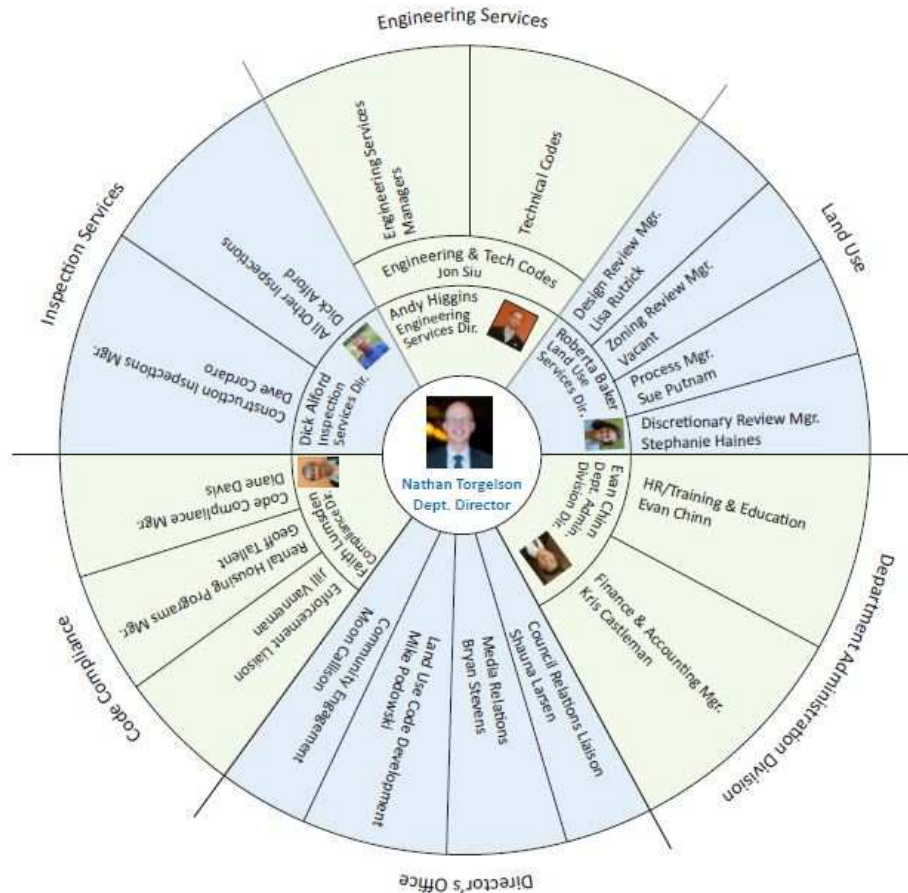 Engineering Services
Engineering Services
Managers
Technical Codes
Engineering & Tech Codes
Jon Siu
Andy Higgins
Engineering
Services Dir.
Land Use
Design Review Mgr.
Lisa Rutzick
Zoning Review Mgr.
Vacant
Process Mgr.
Sue Putnam
Discretionary Review Mgr.
Stephanie Haines
Roberta Baker
Land Use
Services Dir.
Department Administration Division
HR/Training & Education
Evan Chinn
Finance & Accounting Mgr.
Kris Castleman
Evan Chinn
Dept. Admin.
Division Dir.
Director's Office
Council Relations Liaison
Shauna Larsen
Media Relations
Bryan Stevens
Land Use Code Development
Mike Podowski
Community Engagement
Moon Callison
Code Compliance
Enforcement Liaison
Jill Vanneman
Rental Housing Programs Mgr.
Geoff Tallent
Code Compliance Mgr.
Diane Davis
Faith Lumsden
Compliance Dir.
Inspection Services
Construction Inspections Mgr.
Dave Cordaro
All Other Inspections
Dick Alford
Dick Alford
Inspection
Services Dir.
Nathan Torgelson
Dept. Director